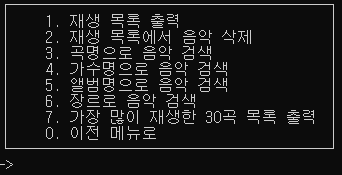 1. 재생 목록 출력
2. 재생 목록에서 음악 삭제
3. 곡명으로 음악 검색
4. 가수명으로 음악 검색
5. 앨범명으로 음악 검색
6. 장르로 음악 검색
7. 가장 많이 재생한 30곡 목록 출력
0. 이전 메뉴로
->